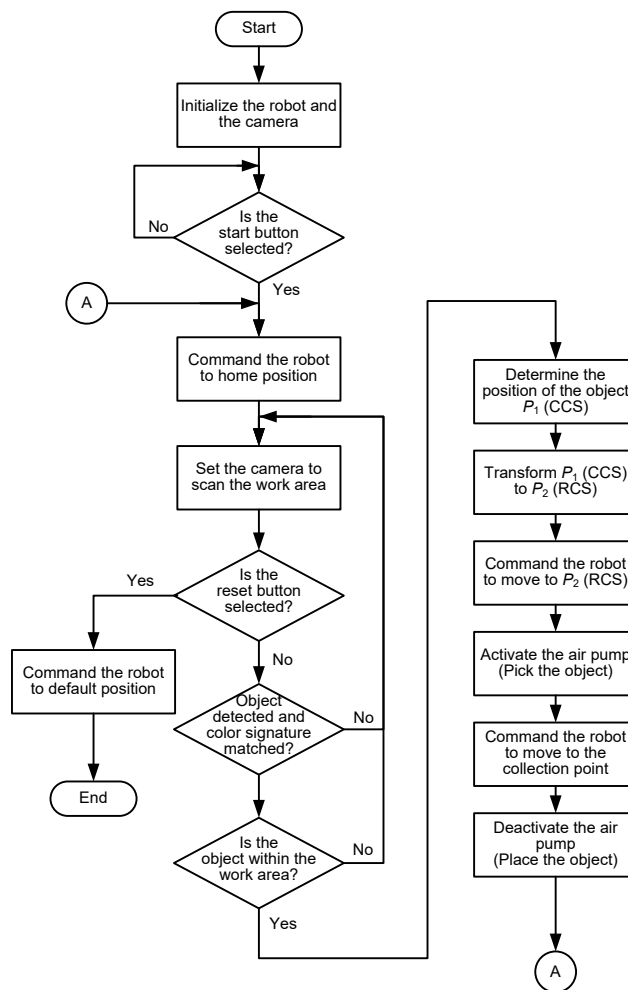 Start
Initialize the robot and
the camera
Is the
start button
selected?
No
Yes
A
Command the robot
to home position
Set the camera to
scan the work area
Is the
reset button
selected?
Yes
No
Command the robot
to default position
End
Object
detected and
color signature
matched?
No
Is the
object within the
work area?
No
Yes
Determine the
position of the object
P1 (CCS)
Transform P1 (CCS)
to P2 (RCS)
Command the robot
to move to P2 (RCS)
Activate the air pump
(Pick the object)
Command the robot
to move to the
collection point
Deactivate the air
pump
(Place the object)
A